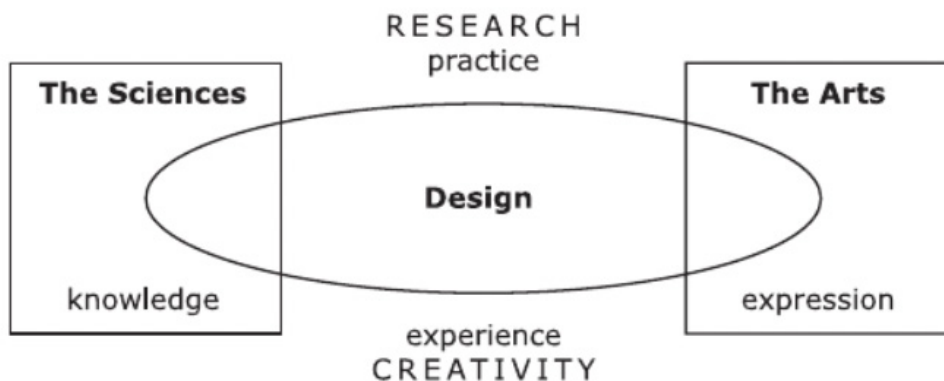 RESEARCH
practice
The Sciences
The Arts
Design
knowledge
expression
experience
CREATIVITY